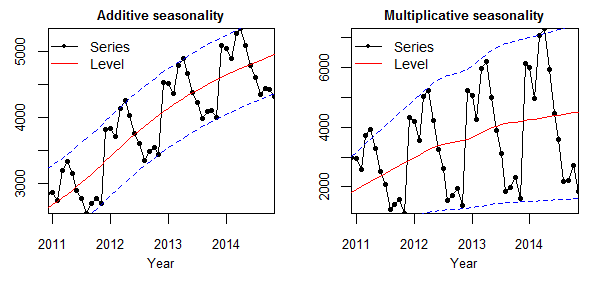 Additive seasonality
Series
Level
3000 4000 5000
2011 2012 2013 2014
Year
Multiplicative seasonality
Series
Level
2000 4000 6000
2011 2012 2013 2014
Year